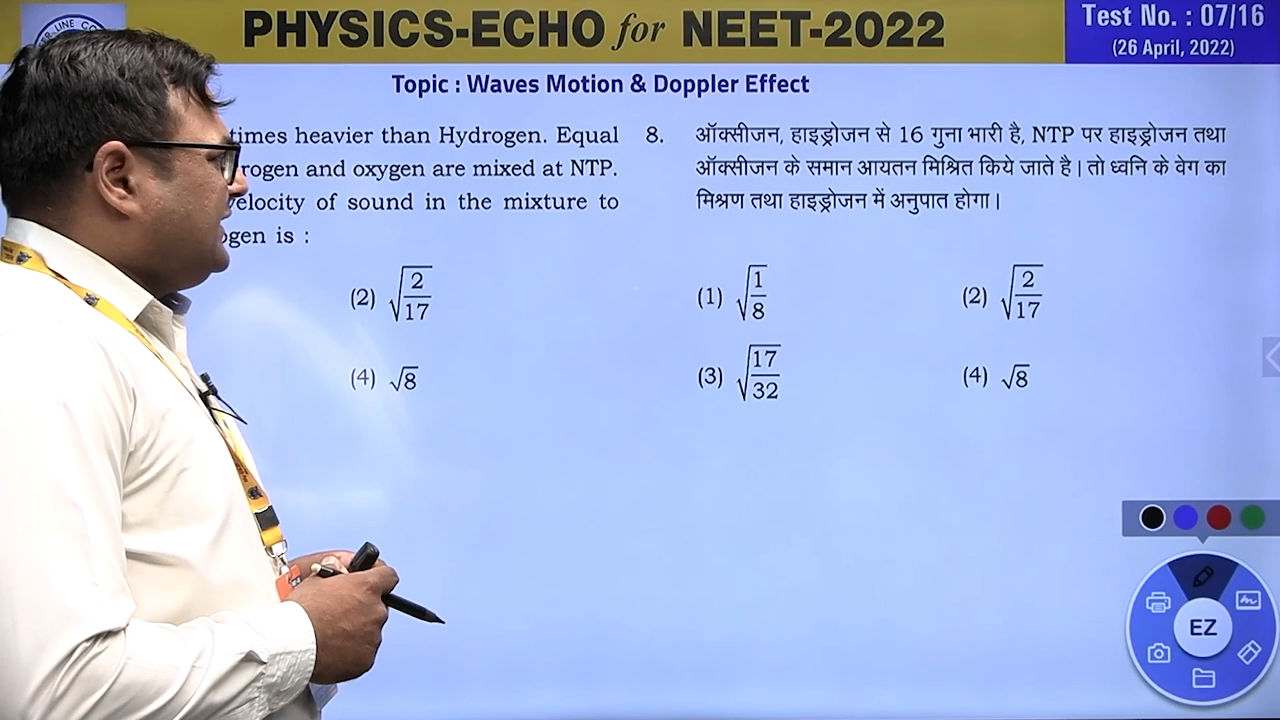 PHYSICS-ECHO for NEET-2022
Test No. : 07/16
(26 April, 2022)
Topic : Waves Motion & Doppler Effect
times heavier than Hydrogen. Equal
and oxygen are mixed at NTP.
velocity of sound in the mixture to
is :
(2) √2/17
(4) √8
8. ऑक्सीजन, हाइड्रोजन से 16 गुना भारी है, NTP पर हाइड्रोजन तथा
ऑक्सीजन के समान आयतन मिश्रित किये जाते है। तो ध्वनि के वेग का
मिश्रण तथा हाइड्रोजन में अनुपात होगा।
(1) √1/8 (2) √2/17
(3) √17/32 (4) √8
EZ